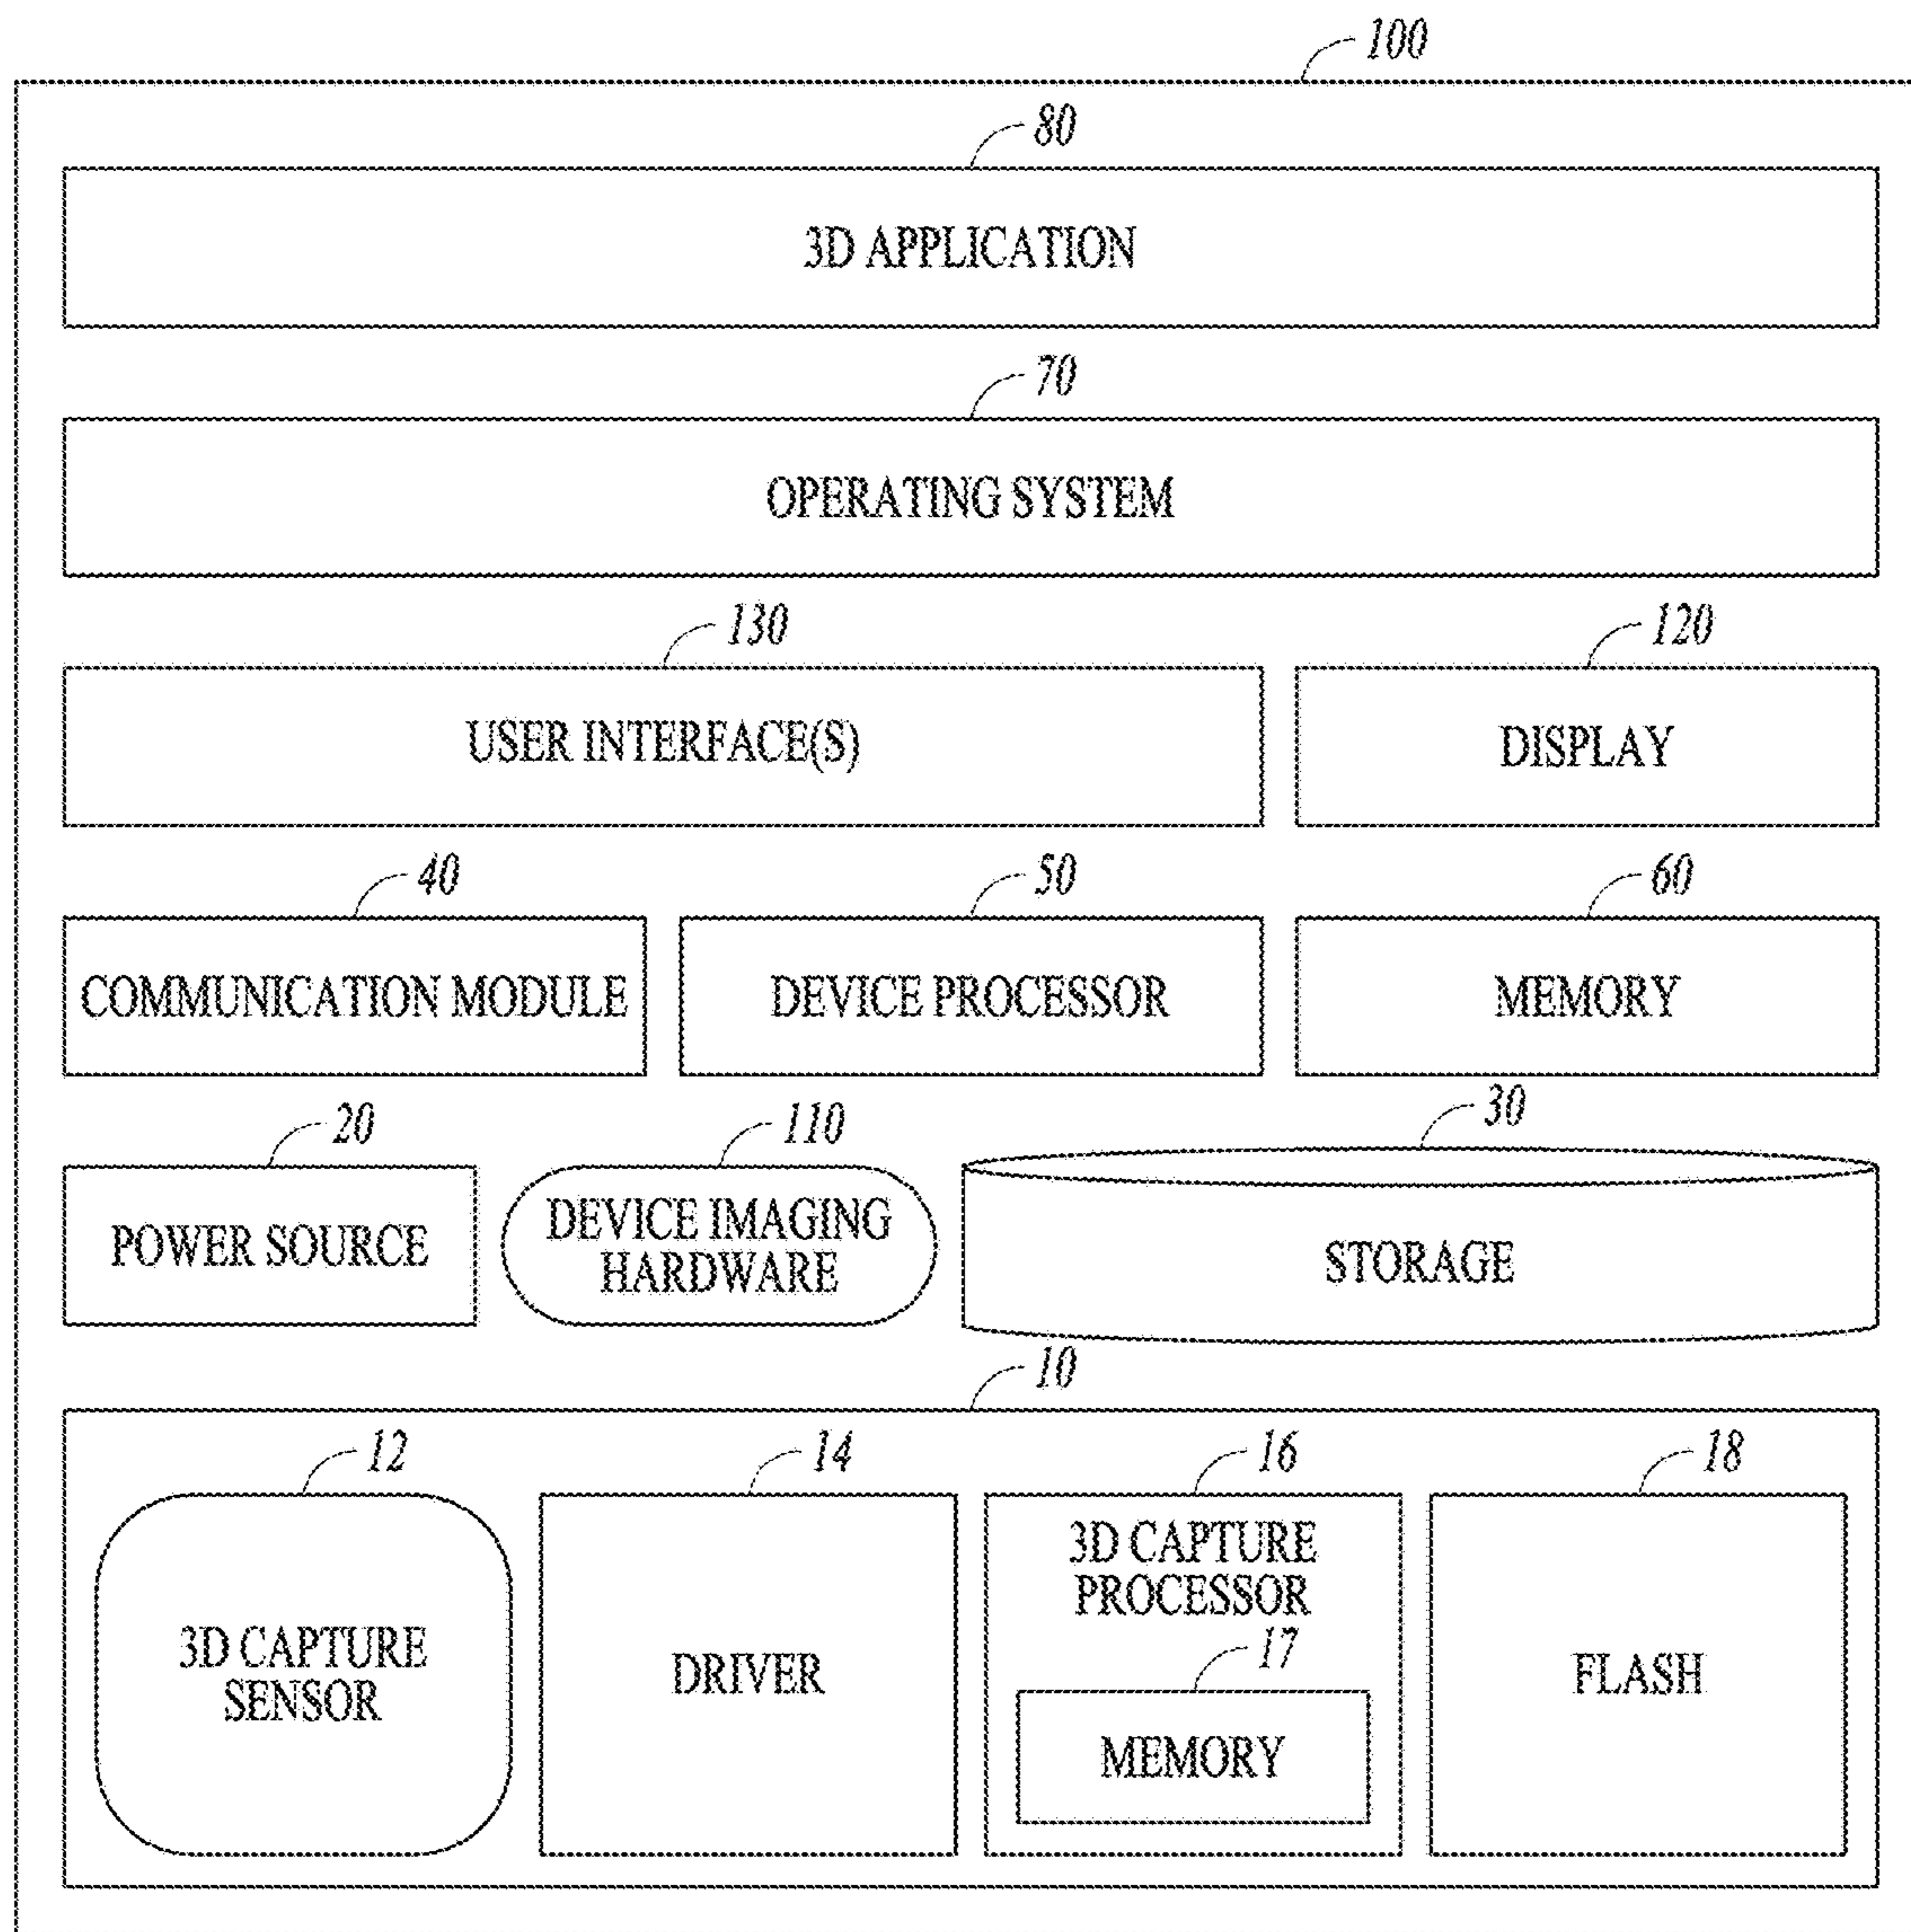 100
80
3D APPLICATION
70
OPERATING SYSTEM
130
120
USER INTERFACE(S)
DISPLAY
40
50
60
COMMUNICATION MODULE
DEVICE PROCESSOR
MEMORY
20
110
30
POWER SOURCE
DEVICE IMAGING
HARDWARE
STORAGE
10
12
14
16
18
3D CAPTURE
SENSOR
DRIVER
3D CAPTURE
PROCESSOR
17
MEMORY
FLASH